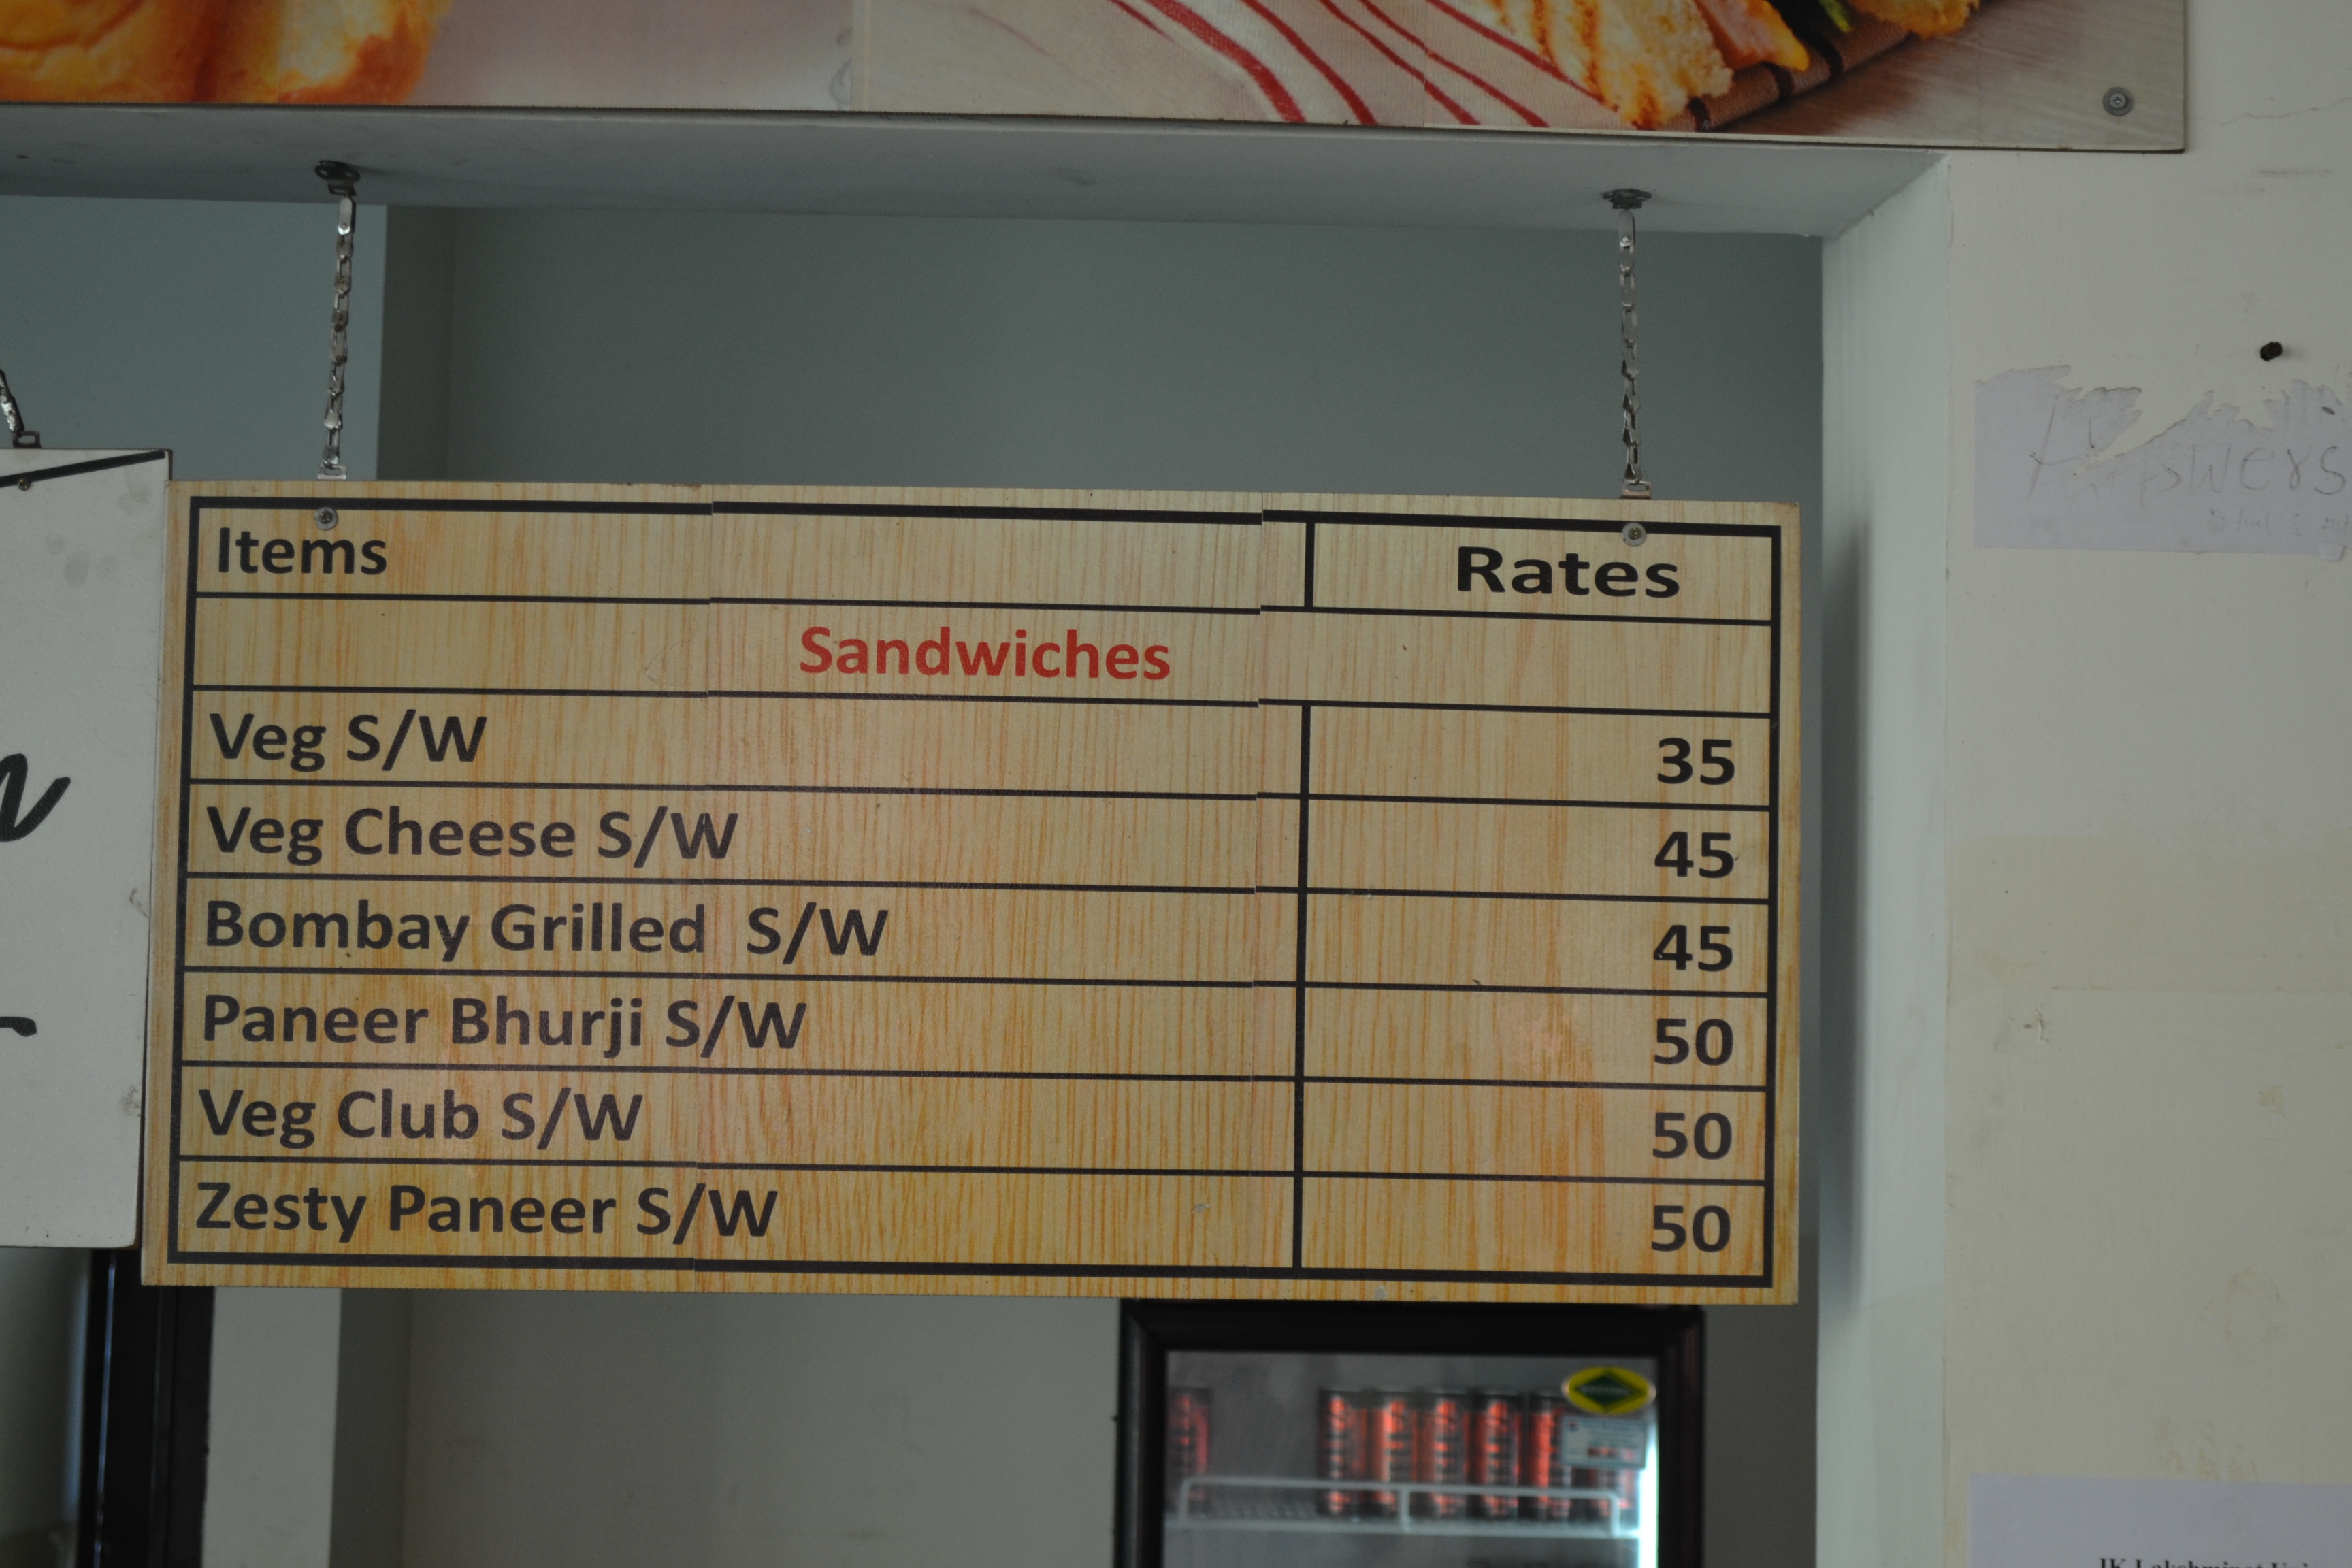 Items Rates
Sandwiches
Veg S/W 35
Veg Cheese S/W 45
Bombay Grilled S/W 45
Paneer Bhurji S/W 50
Veg Club S/W 50
Zesty Paneer S/W 50